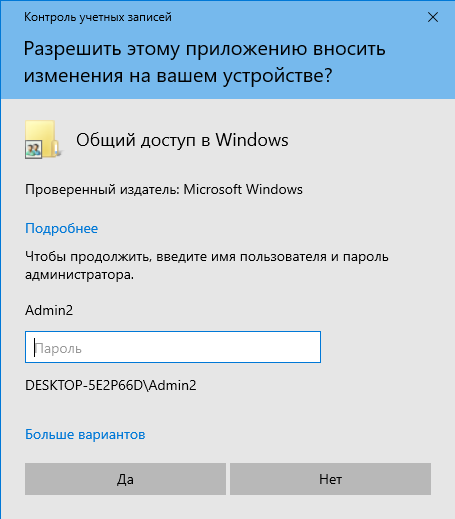 Контроль учетных записей
Разрешить этому приложению вносить
изменения на вашем устройстве?
Общий доступ в Windows
Проверенный издатель: Microsoft Windows
Подробнее
Чтобы продолжить, введите имя пользователя и пароль
администратора.
Admin2
Пароль
DESKTOP-5E2P66D\Admin2
Больше вариантов
Да
Нет